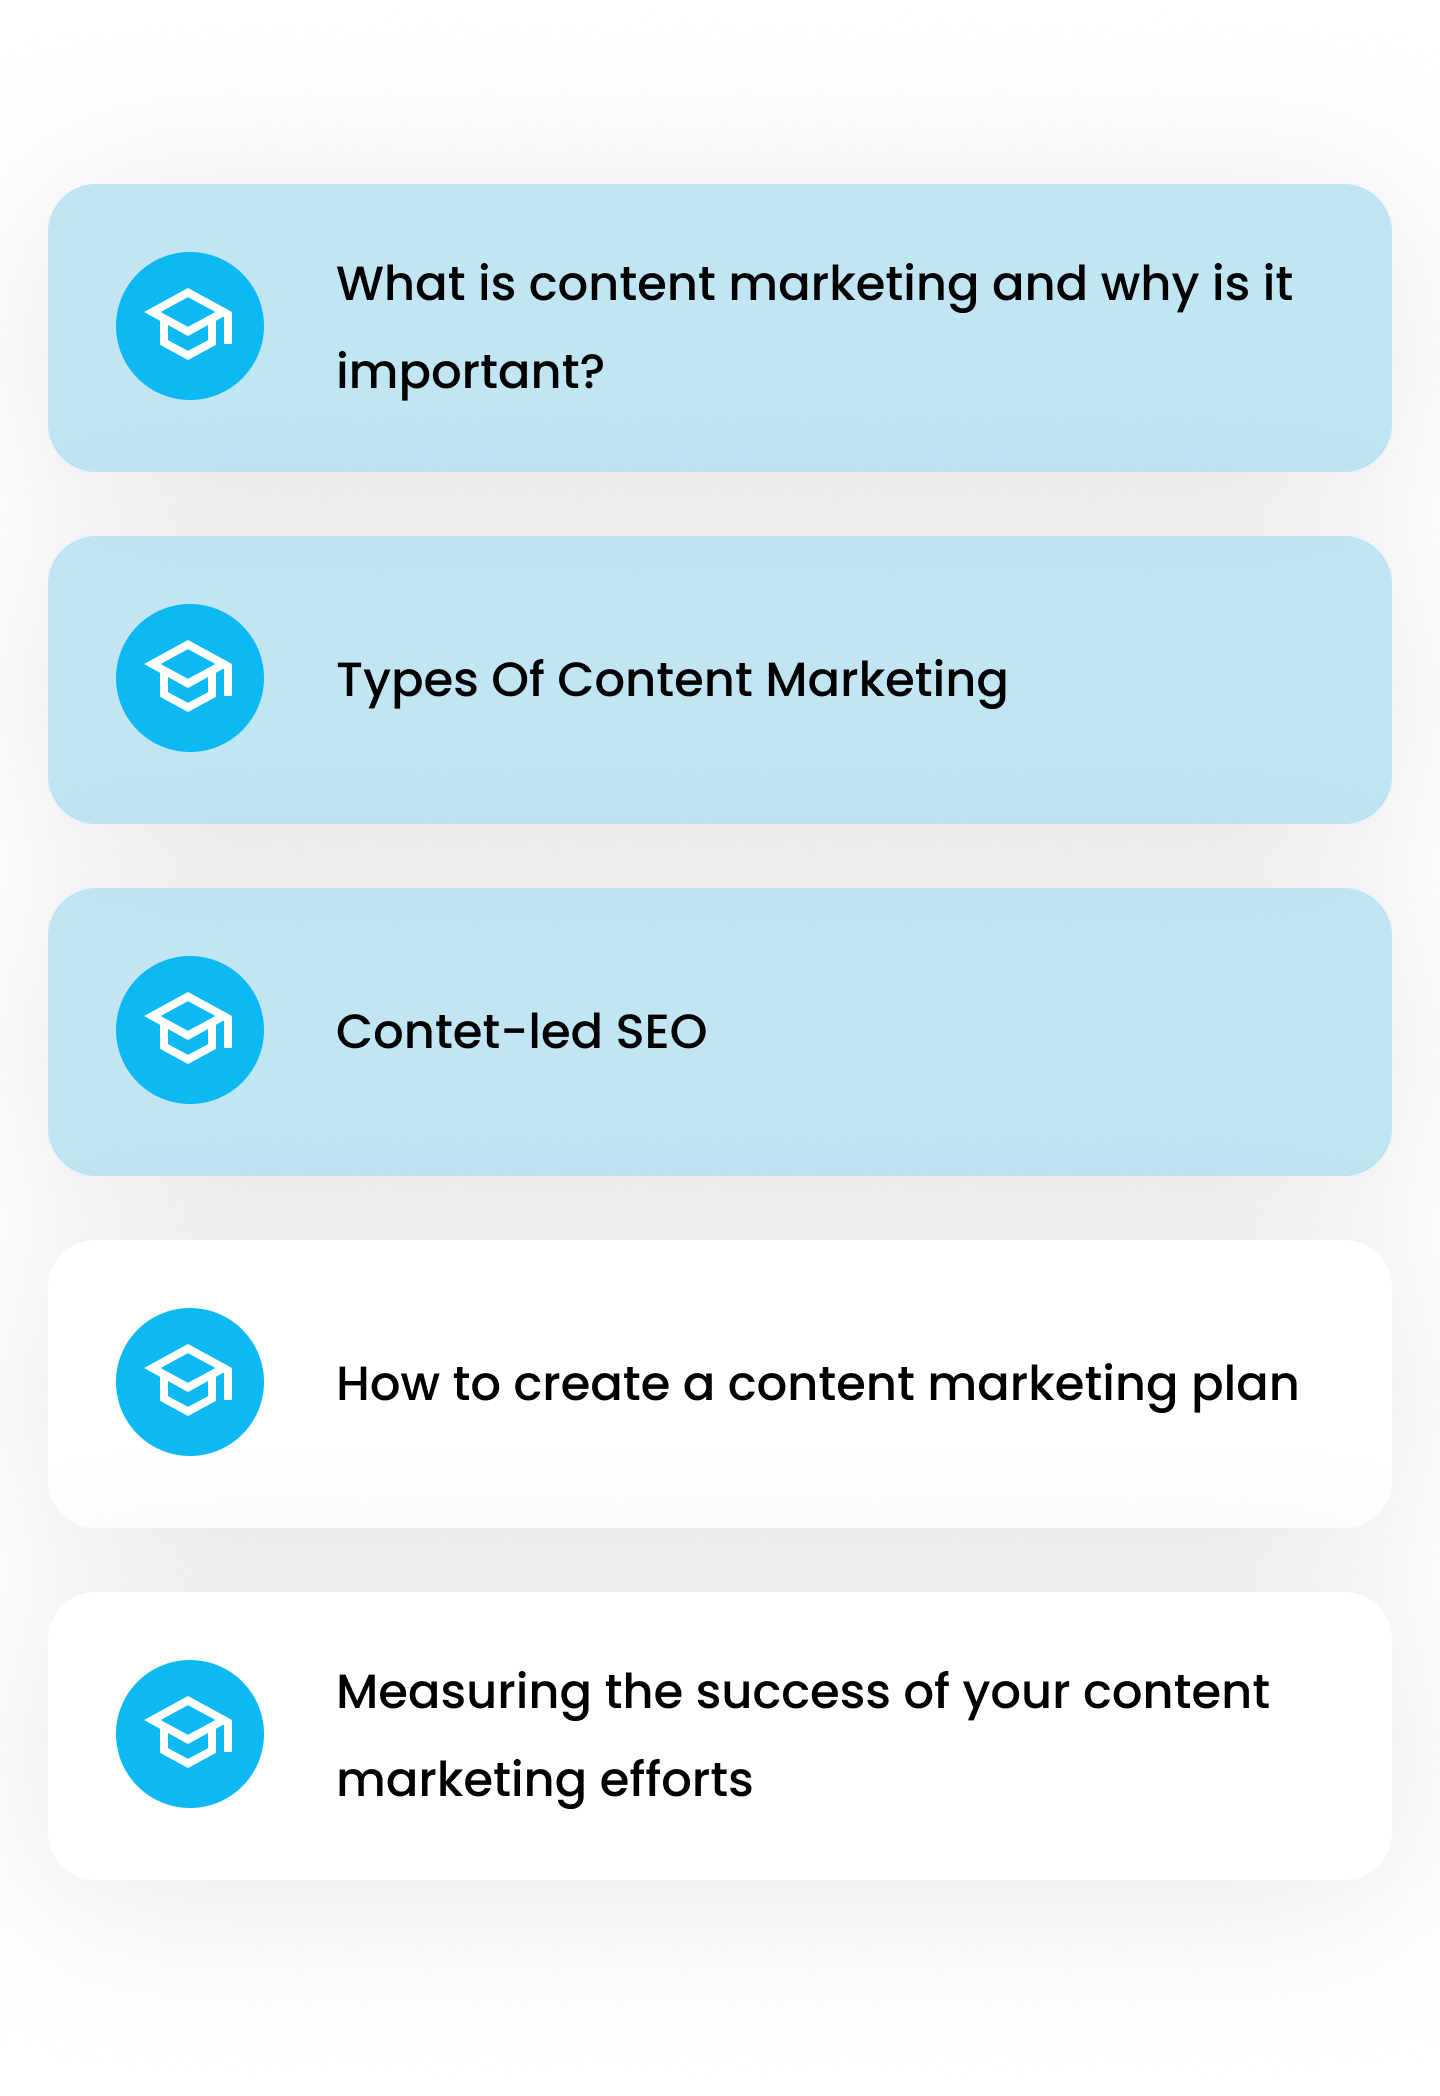 What is content marketing and why is it
important?
Types Of Content Marketing
Contet-led SEO
How to create a content marketing plan
Measuring the success of your content
marketing efforts